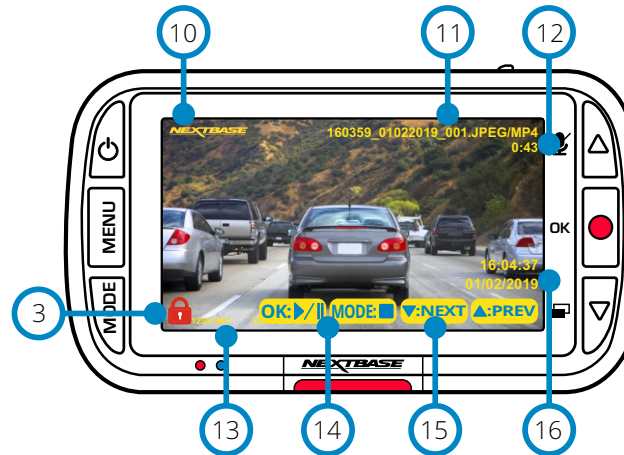 10
11
12
NEXTBASE
160359_01022019_001.JPEG/MP4
0:43
MENU
OK
MODE
16:04:37
01/02/2019
3
OK: ▶/|| MODE: ■ ▼:NEXT ▲:PREV
NEXTBASE
13
14
15
16